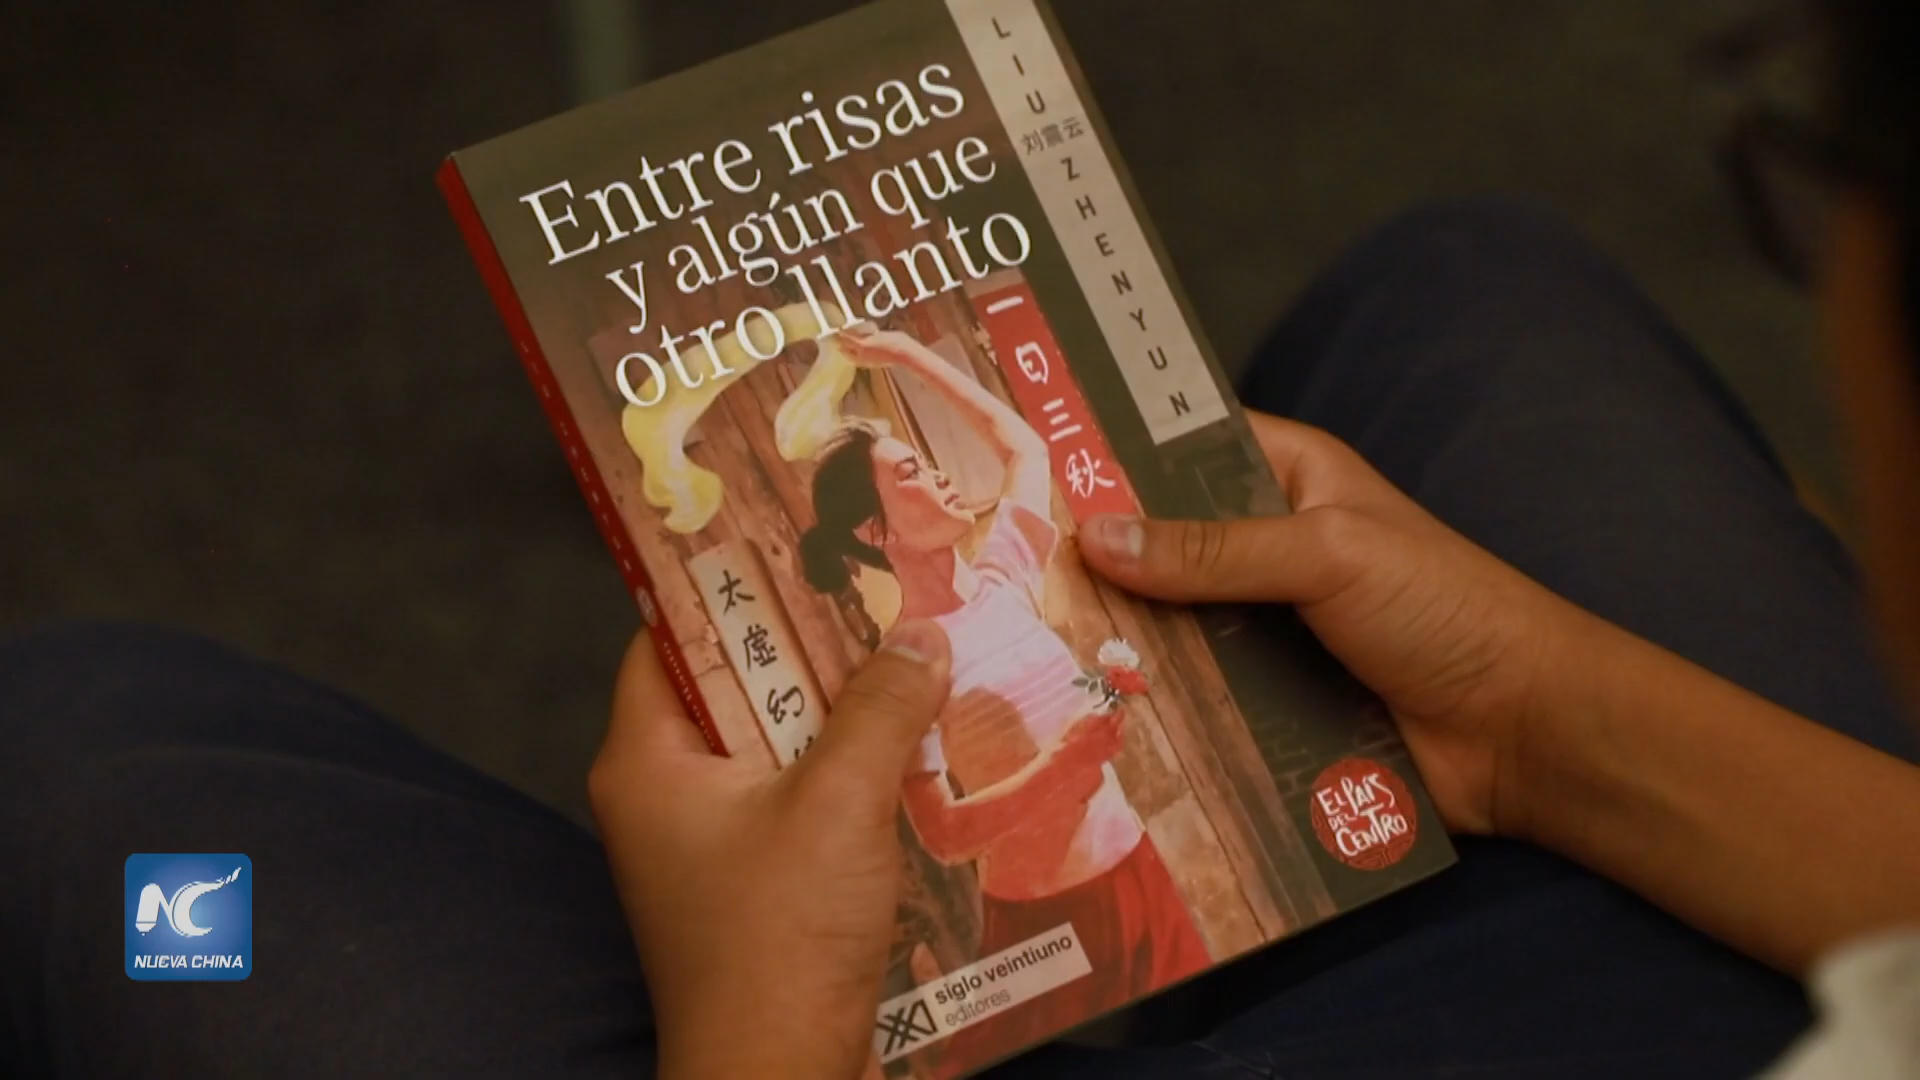 Entre risas
y algún que
otro llanto
LIU
刘震云
ZHENYUN
一句三秋
太虚幻
EL PAÍS
DEL
CENTRO
siglo veintiuno
editores
NC
NUEVA CHINA